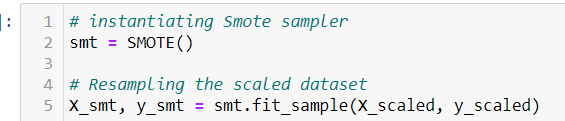 ]:
1 # instantiating Smote sampler
2 smt = SMOTE()
3
4 # Resampling the scaled dataset
5 X_smt, y_smt = smt.fit_sample(X_scaled, y_scaled)